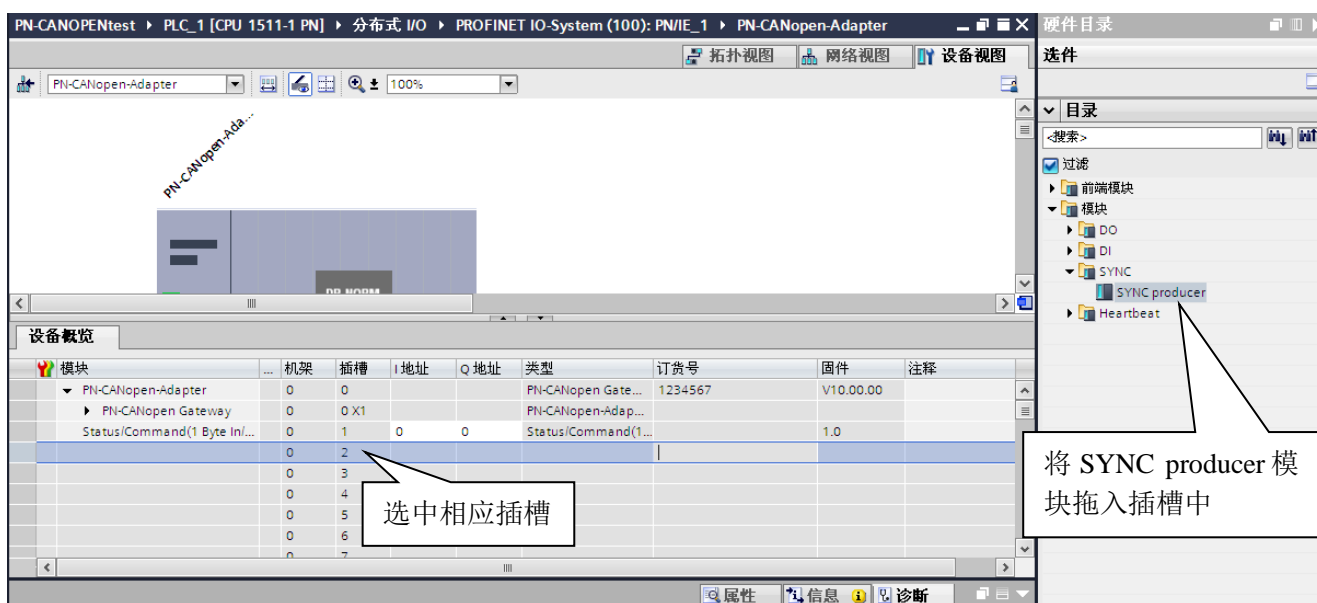 PN-CANOPENtest ▸ PLC_1 [CPU 1511-1 PN] ▸ 分布式 I/O ▸ PROFINET IO-System (100): PN/IE_1 ▸ PN-CANopen-Adapter
硬件目录
拓扑视图 网络视图 设备视图
选件
PN-CANopen-Adapter 100%
目录
<搜索>
过滤
前端模块
模块
DO
DI
SYNC
SYNC producer
Heartbeat
PN-CANopen-Ada...
DP-NORM
设备概览
模块 ... 机架 插槽 I 地址 Q 地址 类型 订货号 固件 注释
PN-CANopen-Adapter 0 0 PN-CANopen Gate... 1234567 V10.00.00
PN-CANopen Gateway 0 0 X1 PN-CANopen-Adap...
Status/Command(1 Byte In/... 0 1 0 0 Status/Command(1... 1.0
0 2
0 3
0 4
0 5
0 6
0 7
选中相应插槽
将 SYNC producer 模
块拖入插槽中
属性 信息 诊断